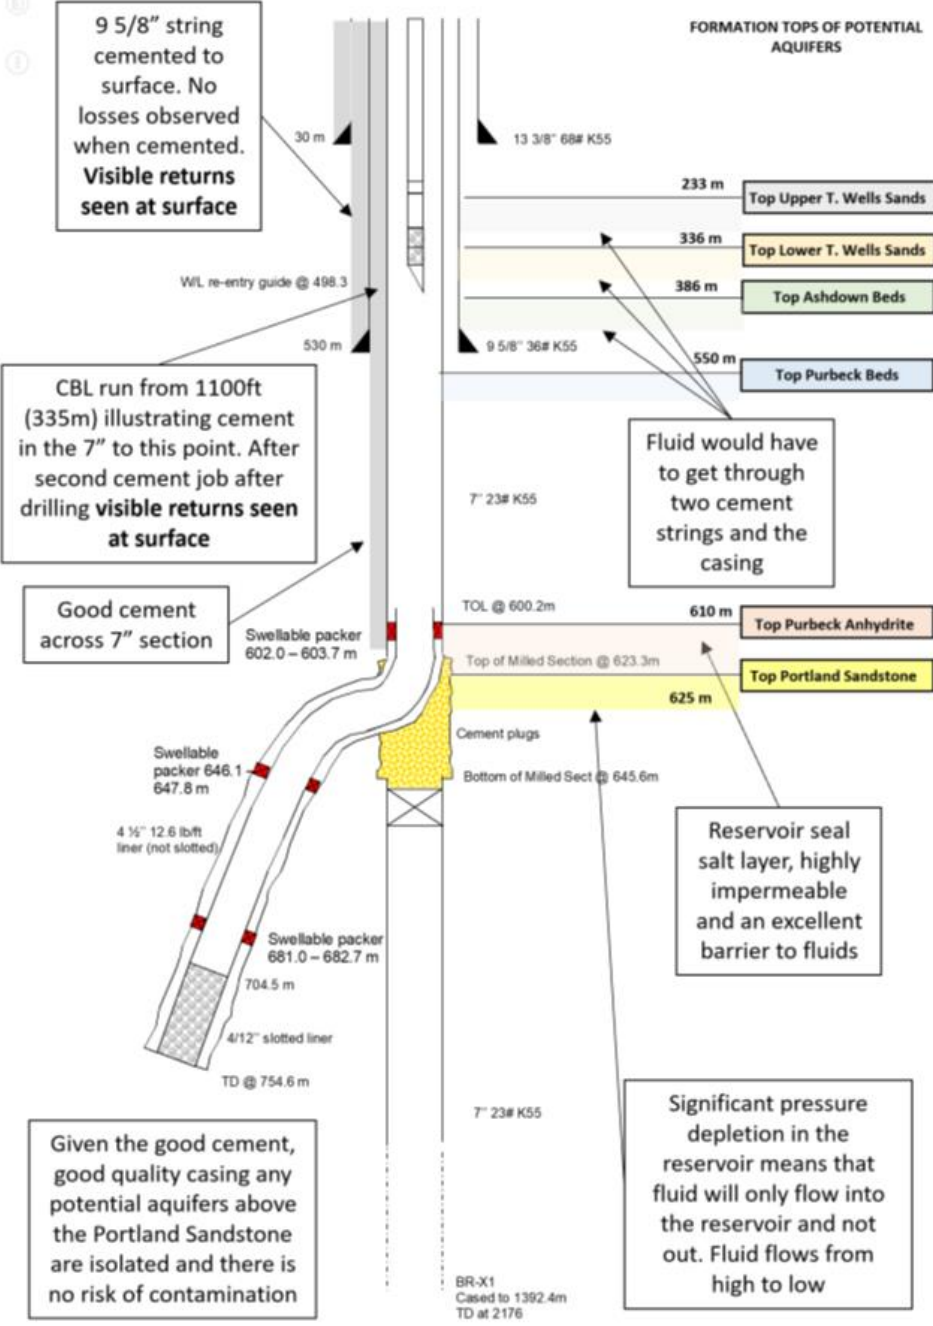 FORMATION TOPS OF POTENTIAL
AQUIFERS
9 5/8” string
cemented to
surface. No
losses observed
when cemented.
Visible returns
seen at surface
30 m
13 3/8" 68# K55
233 m
Top Upper T. Wells Sands
336 m
Top Lower T. Wells Sands
W/L re-entry guide @ 498.3
386 m
Top Ashdown Beds
530 m
9 5/8" 36# K55
550 m
Top Purbeck Beds
CBL run from 1100ft
(335m) illustrating cement
in the 7” to this point. After
second cement job after
drilling visible returns seen
at surface
Fluid would have
to get through
two cement
strings and the
casing
7" 23# K55
Good cement
across 7” section
TOL @ 600.2m
610 m
Top Purbeck Anhydrite
Swellable packer
602.0 – 603.7 m
Top of Milled Section @ 623.3m
Top Portland Sandstone
625 m
Cement plugs
Swellable
packer 646.1 -
647.8 m
Bottom of Milled Sect @ 645.6m
4 ½" 12.6 lb/ft
liner (not slotted)
Reservoir seal
salt layer, highly
impermeable
and an excellent
barrier to fluids
Swellable packer
681.0 – 682.7 m
704.5 m
4/12" slotted liner
TD @ 754.6 m
7" 23# K55
Given the good cement,
good quality casing any
potential aquifers above
the Portland Sandstone
are isolated and there is
no risk of contamination
Significant pressure
depletion in the
reservoir means that
fluid will only flow into
the reservoir and not
out. Fluid flows from
high to low
BR-X1
Cased to 1392.4m
TD at 2176